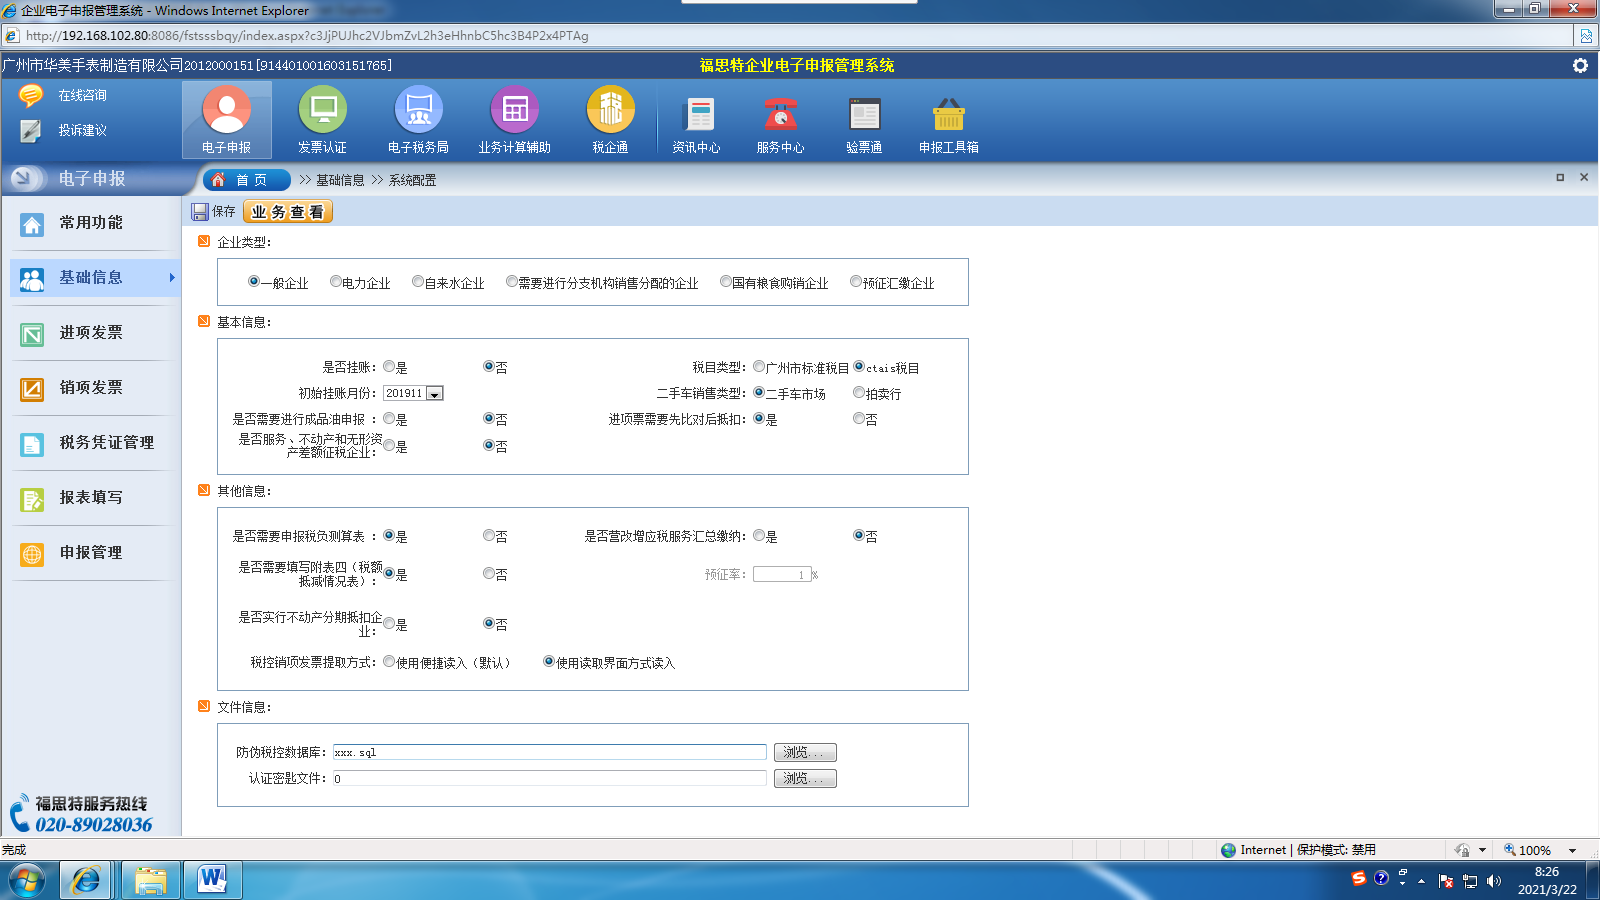 企业电子申报管理系统 - Windows Internet Explorer
http://192.168.102.80:8086/fstsssbqy/index.aspx?c3JjPUJhc2VJbmZvL2h3eHhnbC5hc3B4P2x4PTAg
广州市华美手表制造有限公司2012000151[914401001603151765]
福思特企业电子申报管理系统
在线咨询
投诉建议
电子申报
发票认证
电子税务局
业务计算辅助
税企通
资讯中心
服务中心
验票通
申报工具箱
电子申报
首 页 >> 基础信息 >> 系统配置
常用功能
基础信息
进项发票
销项发票
税务凭证管理
报表填写
申报管理
福思特服务热线
020-89028036
保存 业务查看
企业类型：
一般企业 电力企业 自来水企业 需要进行分支机构销售分配的企业 国有粮食购销企业 预征汇缴企业
基本信息：
是否挂账： 是 否 税目类型： 广州市标准税目 ctais税目
初始挂账月份： 201911 二手车销售类型： 二手车市场 拍卖行
是否需要进行成品油申报 ： 是 否 进项票需要先比对后抵扣： 是 否
是否服务、不动产和无形资
产差额征税企业： 是 否
其他信息：
是否需要申报税负测算表 ： 是 否 是否营改增应税服务汇总缴纳： 是 否
是否需要填写附表四（税额
抵减情况表）： 是 否 预征率： 1 %
是否实行不动产分期抵扣企
业： 是 否
税控销项发票提取方式： 使用便捷读入（默认） 使用读取界面方式读入
文件信息：
防伪税控数据库： xxx.sql 浏览...
认证密匙文件： 0 浏览...
完成
Internet | 保护模式: 禁用
100%
8:26
2021/3/22